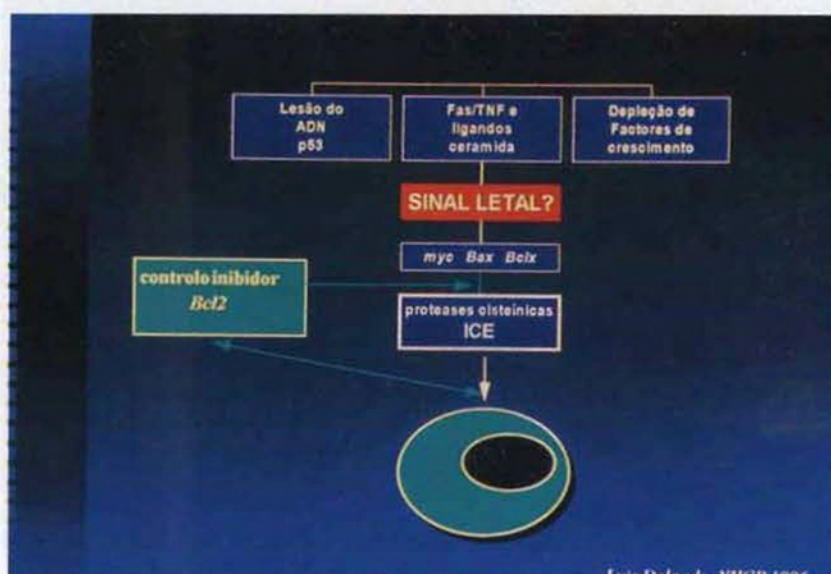 Lesão do
ADN
p53
Fas/TNF e
ligandos
ceramida
Depleção de
Factores de
crescimento
SINAL LETAL?
myc Bax Bclx
controlo inibidor
Bcl2
proteases cisteínicas
ICE